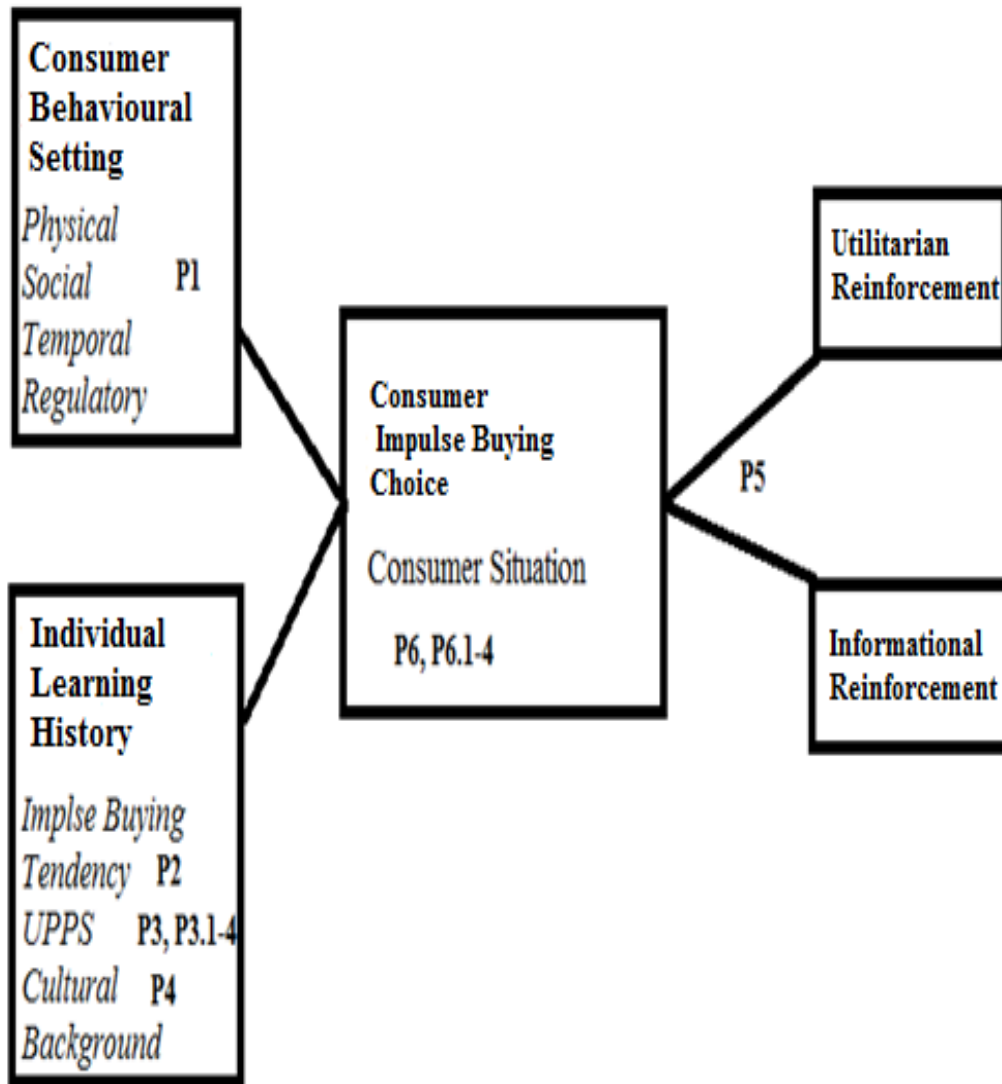 Consumer
Behavioural
Setting
Physical
Social P1
Temporal
Regulatory
Individual
Learning
History
Implse Buying
Tendency P2
UPPS P3, P3.1-4
Cultural P4
Background
Consumer
Impulse Buying
Choice
Consumer Situation
P6, P6.1-4
P5
Utilitarian
Reinforcement
Informational
Reinforcement